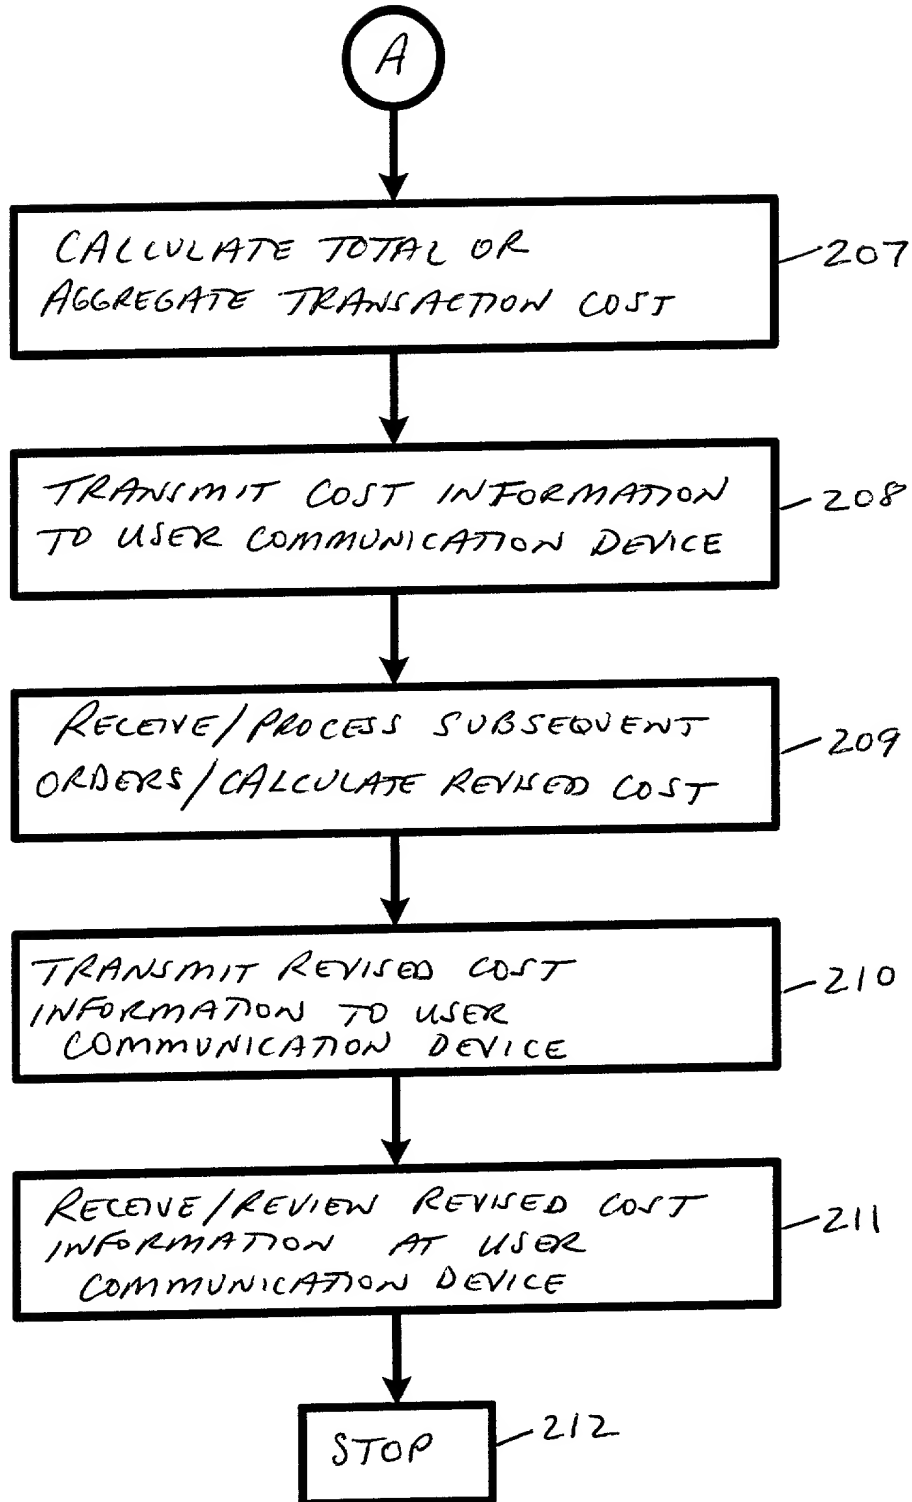 A
CALCULATE TOTAL OR
AGGREGATE TRANSACTION COST
207
TRANSMIT COST INFORMATION
TO USER COMMUNICATION DEVICE
208
RECEIVE/PROCESS SUBSEQUENT
ORDERS/CALCULATE REVISED COST
209
TRANSMIT REVISED COST
INFORMATION TO USER
COMMUNICATION DEVICE
210
RECEIVE/REVIEW REVISED COST
INFORMATION AT USER
COMMUNICATION DEVICE
211
STOP
212